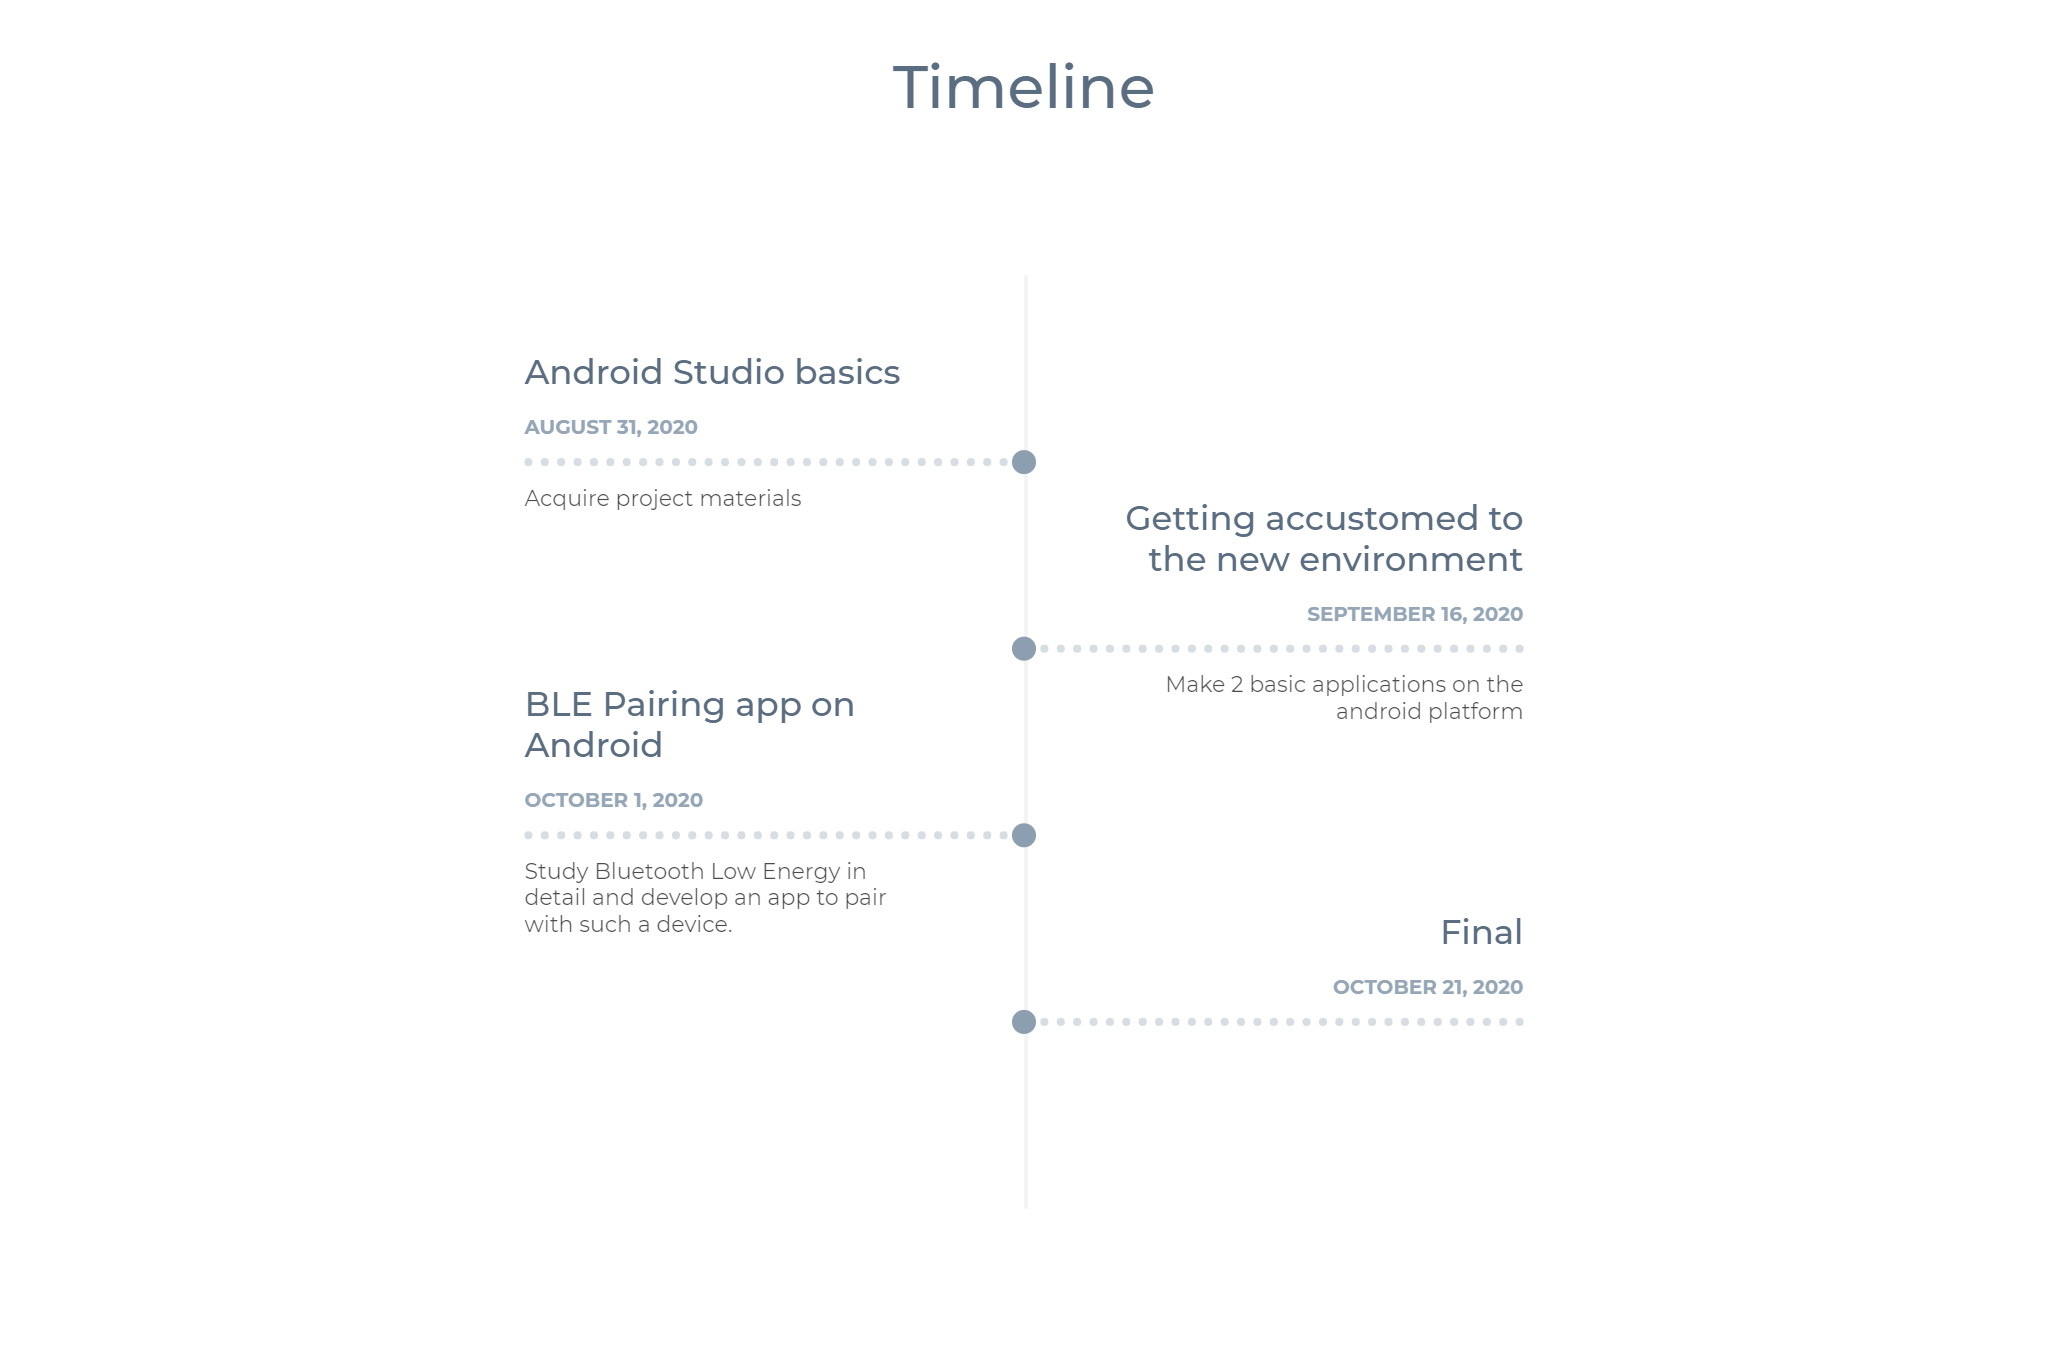 Timeline
Android Studio basics
AUGUST 31, 2020
Acquire project materials
Getting accustomed to
the new environment
SEPTEMBER 16, 2020
Make 2 basic applications on the
android platform
BLE Pairing app on
Android
OCTOBER 1, 2020
Study Bluetooth Low Energy in
detail and develop an app to pair
with such a device.
Final
OCTOBER 21, 2020